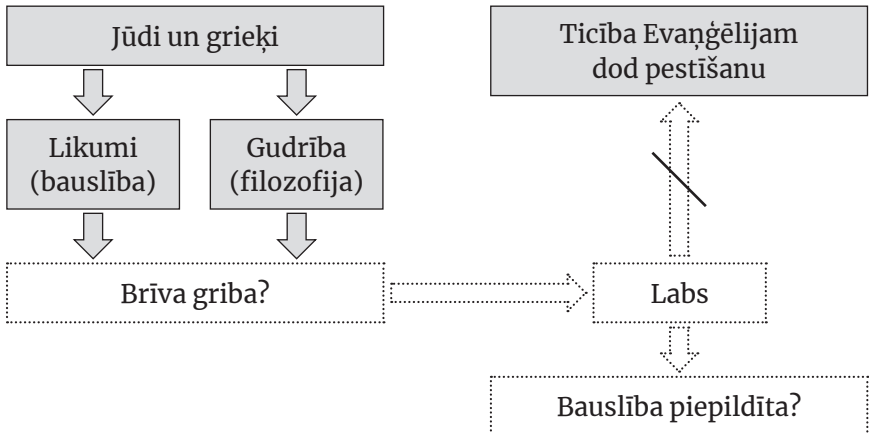 Jūdi un grieķi
Ticība Evaņģēlijam
dod pestīšanu
Likumi
(bauslība)
Gudrība
(filozofija)
Brīva griba?
Labs
Bauslība piepildīta?